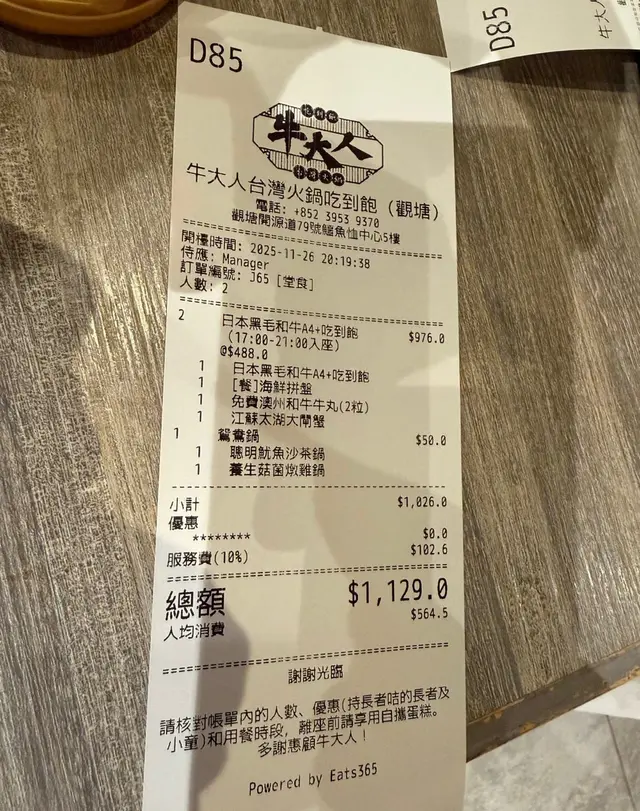 D85
牛大人
牛大人台灣火鍋吃到飽（觀塘）
電話: +852 3953 9370
觀塘開源道79號鱷魚恤中心5樓
開檯時間: 2025-11-26 20:19:38
侍應: Manager
訂單編號: J65 [堂食]
人數: 2
2 日本黑毛和牛A4+吃到飽 $976.0
(17:00-21:00入座)
@$488.0
1 日本黑毛和牛A4+吃到飽
1 [餐]海鮮拼盤
1 免費澳州和牛牛丸(2粒)
1 江蘇太湖大閘蟹
1 鴛鴦鍋 $50.0
1 聰明魷魚沙茶鍋
1 養生菇菌燉雞鍋
小計 $1,026.0
優惠
******** $0.0
服務費(10%) $102.6
總額 $1,129.0
人均消費 $564.5
謝謝光臨
請核對帳單內的人數、優惠(持長者咭的長者及
小童)和用餐時段, 離座前請享用自攜蛋糕。
多謝惠顧牛大人！
Powered by Eats365
D85
牛大人